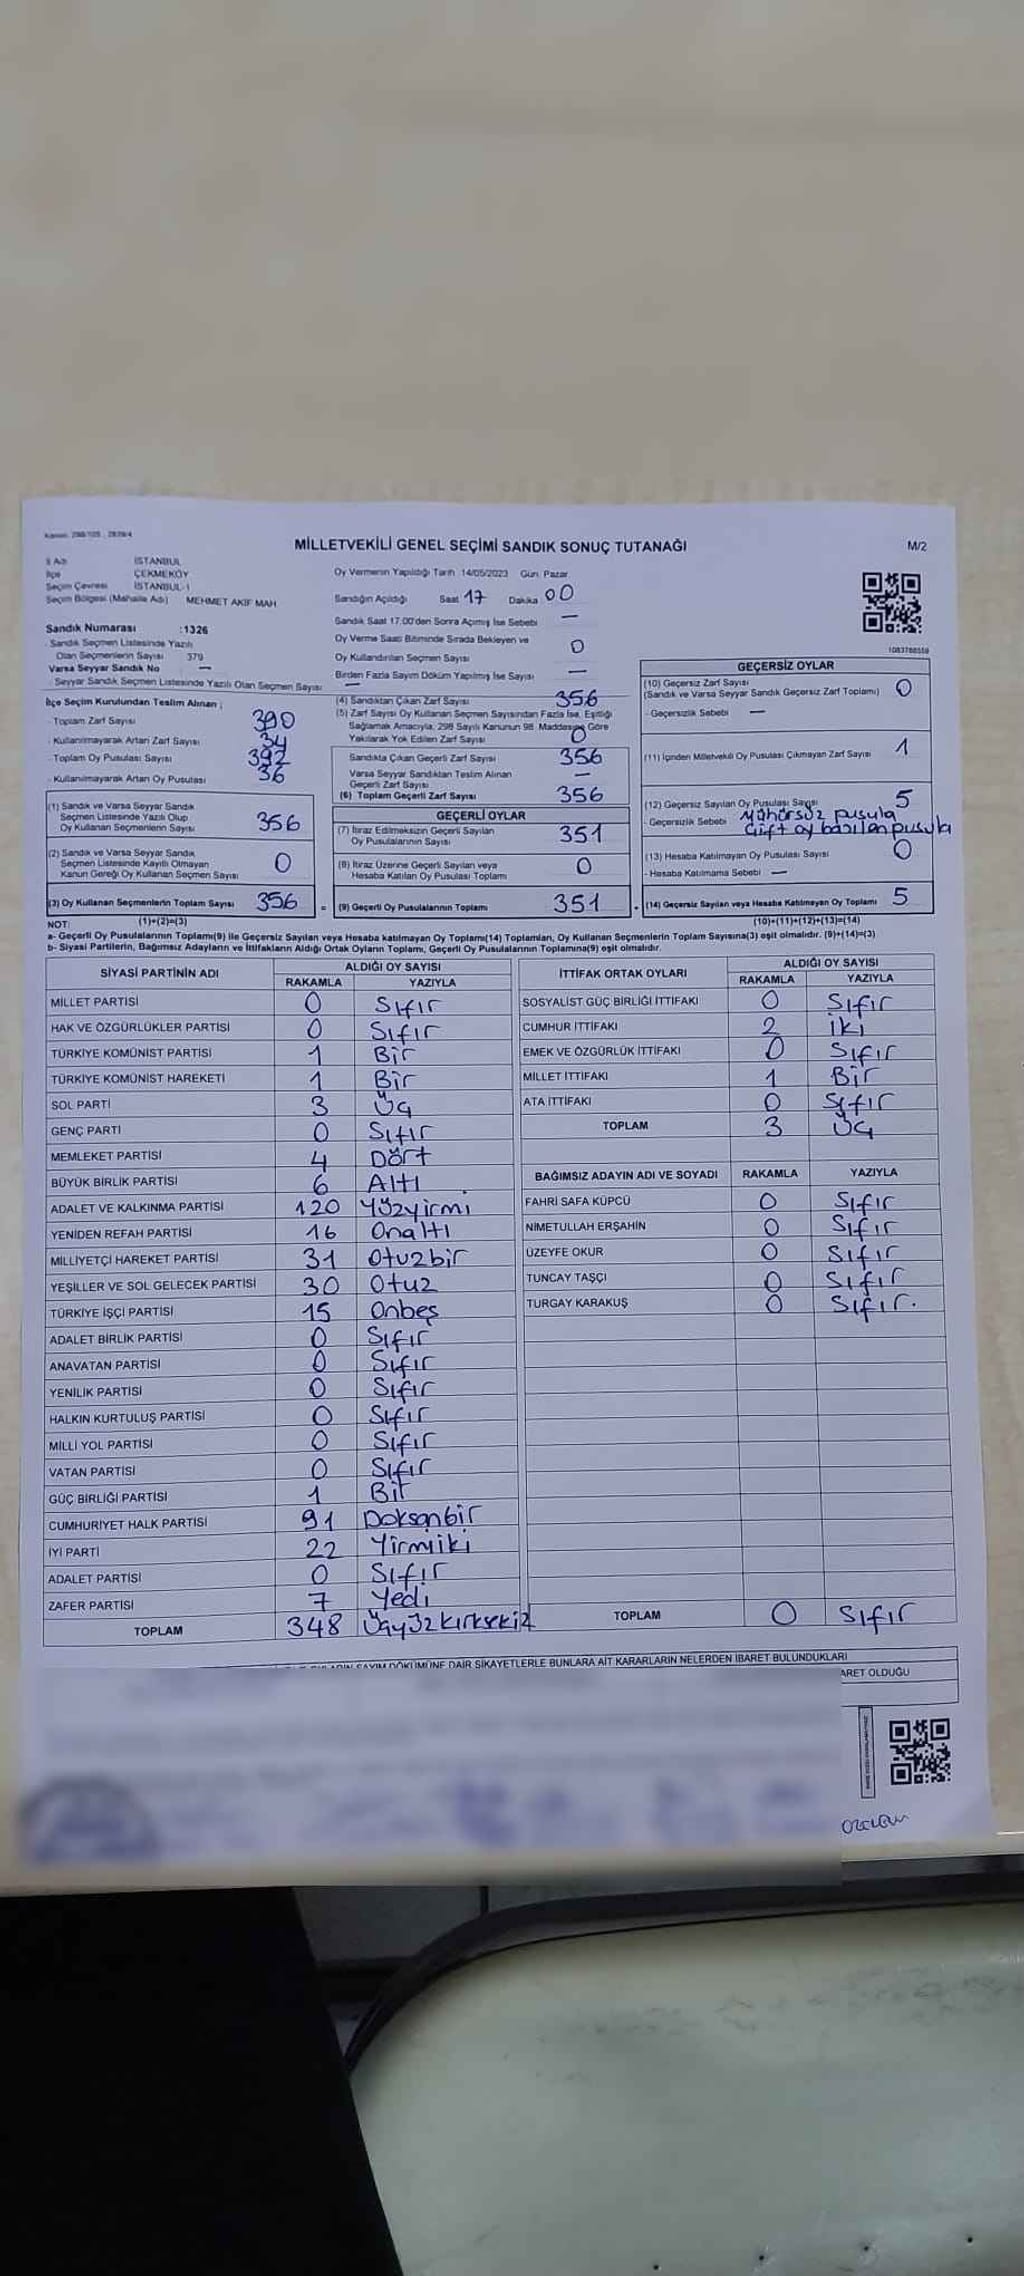 MİLLETVEKİLİ GENEL SEÇİMİ SANDIK SONUÇ TUTANAĞI
M/2
İl Adı İSTANBUL
İlçe ÇEKMEKÖY
Seçim Çevresi İSTANBUL-1
Seçim Bölgesi (Mahalle Adı) MEHMET AKİF MAH.
Oy Vermenin Yapıldığı Tarih 14/05/2023 Gün Pazar
Sandığın Açıldığı Saat 17 Dakika 00
Sandık Saat 17.00'den Sonra Açılmış İse Sebebi —
Oy Verme Saati Bitiminde Sırada Bekleyen ve
Oy Kullandırılan Seçmen Sayısı 0
Birden Fazla Sayım Döküm Yapılmış İse Sayısı —
Sandık Numarası :1326
- Sandık Seçmen Listesinde Yazılı
Olan Seçmenlerin Sayısı 379
Varsa Seyyar Sandık No —
- Seyyar Sandık Seçmen Listesinde Yazılı Olan Seçmen Sayısı —
1083768559
İlçe Seçim Kurulundan Teslim Alınan ;
- Toplam Zarf Sayısı 390
- Kullanılmayarak Artan Zarf Sayısı 34
- Toplam Oy Pusulası Sayısı 392
- Kullanılmayarak Artan Oy Pusulası 36
(1) Sandık ve Varsa Seyyar Sandık
Seçmen Listesinde Yazılı Olup
Oy Kullanan Seçmenlerin Sayısı 356
(2) Sandık ve Varsa Seyyar Sandık
Seçmen Listesinde Kayıtlı Olmayan
Kanun Gereği Oy Kullanan Seçmen Sayısı 0
(3) Oy Kullanan Seçmenlerin Toplam Sayısı 356
(1)+(2)=(3)
(4) Sandıktan Çıkan Zarf Sayısı 356
(5) Zarf Sayısı Oy Kullanan Seçmen Sayısından Fazla İse, Eşitliği
Sağlamak Amacıyla, 298 Sayılı Kanunun 98. Maddesine Göre
Yakılarak Yok Edilen Zarf Sayısı 0
Sandıkta Çıkan Geçerli Zarf Sayısı 356
Varsa Seyyar Sandıktan Teslim Alınan
Geçerli Zarf Sayısı —
(6) Toplam Geçerli Zarf Sayısı 356
GEÇERLİ OYLAR
(7) İtiraz Edilmeksizin Geçerli Sayılan
Oy Pusulalarının Sayısı 351
(8) İtiraz Üzerine Geçerli Sayılan veya
Hesaba Katılan Oy Pusulası Toplamı 0
= (9) Geçerli Oy Pusulalarının Toplamı 351
GEÇERSİZ OYLAR
(10) Geçersiz Zarf Sayısı
(Sandık ve Varsa Seyyar Sandık Geçersiz Zarf Toplamı) 0
- Geçersizlik Sebebi —
(11) İçinden Milletvekili Oy Pusulası Çıkmayan Zarf Sayısı 1
(12) Geçersiz Sayılan Oy Pusulası Sayısı 5
- Geçersizlik Sebebi Mühürsüz pusula
Çift oy basılan pusula
(13) Hesaba Katılmayan Oy Pusulası Sayısı 0
- Hesaba Katılmama Sebebi —
+ (14) Geçersiz Sayılan veya Hesaba Katılmayan Oy Toplamı 5
(10)+(11)+(12)+(13)=(14)
NOT:
a- Geçerli Oy Pusulalarının Toplamı(9) ile Geçersiz Sayılan veya Hesaba katılmayan Oy Toplamı(14) Toplamları, Oy Kullanan Seçmenlerin Toplam Sayısına(3) eşit olmalıdır. (9)+(14)=(3)
b- Siyasi Partilerin, Bağımsız Adayların ve İttifakların Aldığı Ortak Oyların Toplamı, Geçerli Oy Pusulalarının Toplamına(9) eşit olmalıdır.
SİYASİ PARTİNİN ADI ALDIĞI OY SAYISI
RAKAMLA YAZIYLA
MİLLET PARTİSİ 0 Sıfır
HAK VE ÖZGÜRLÜKLER PARTİSİ 0 Sıfır
TÜRKİYE KOMÜNİST PARTİSİ 1 Bir
TÜRKİYE KOMÜNİST HAREKETİ 1 Bir
SOL PARTİ 3 Üç
GENÇ PARTİ 0 Sıfır
MEMLEKET PARTİSİ 4 Dört
BÜYÜK BİRLİK PARTİSİ 6 Altı
ADALET VE KALKINMA PARTİSİ 120 Yüzyirmi
YENİDEN REFAH PARTİSİ 16 Onaltı
MİLLİYETÇİ HAREKET PARTİSİ 31 Otuzbir
YEŞİLLER VE SOL GELECEK PARTİSİ 30 Otuz
TÜRKİYE İŞÇİ PARTİSİ 15 Onbeş
ADALET BİRLİK PARTİSİ 0 Sıfır
ANAVATAN PARTİSİ 0 Sıfır
YENİLİK PARTİSİ 0 Sıfır
HALKIN KURTULUŞ PARTİSİ 0 Sıfır
MİLLİ YOL PARTİSİ 0 Sıfır
VATAN PARTİSİ 0 Sıfır
GÜÇ BİRLİĞİ PARTİSİ 1 Bir
CUMHURİYET HALK PARTİSİ 91 Doksanbir
İYİ PARTİ 22 Yirmiiki
ADALET PARTİSİ 0 Sıfır
ZAFER PARTİSİ 7 Yedi
TOPLAM 348 Üçyüzkırksekiz
İTTİFAK ORTAK OYLARI ALDIĞI OY SAYISI
RAKAMLA YAZIYLA
SOSYALİST GÜÇ BİRLİĞİ İTTİFAKI 0 Sıfır
CUMHUR İTTİFAKI 2 iki
EMEK VE ÖZGÜRLÜK İTTİFAKI 0 Sıfır
MİLLET İTTİFAKI 1 Bir
ATA İTTİFAKI 0 Sıfır
TOPLAM 3 Üç
BAĞIMSIZ ADAYIN ADI VE SOYADI RAKAMLA YAZIYLA
FAHRİ SAFA KÜPCÜ 0 Sıfır
NİMETULLAH ERŞAHİN 0 Sıfır
ÜZEYFE OKUR 0 Sıfır
TUNCAY TAŞÇI 0 Sıfır
TURGAY KARAKUŞ 0 Sıfır.
TOPLAM 0 Sıfır
SAYIM DÖKÜMÜNE DAİR ŞİKAYETLERLE BUNLARA AİT KARARLARIN NELERDEN İBARET BULUNDUKLARI
OLDUĞU